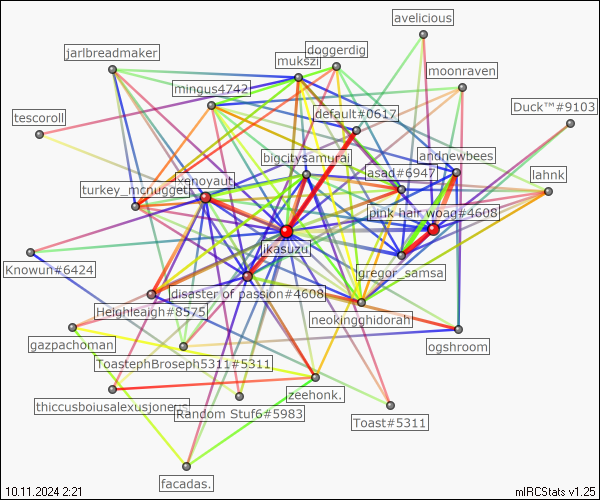 avelicious
doggerdig
jarlbreadmaker
mukszi
moonraven
mingus4742
Duck™#9103
default#0617
tescoroll
bigcitysamurai
andnewbees
asad#6947
lahnk
xenoyaut
turkey_mcnugget
pink hair woag#4608
ikasuzu
Knowun#6424
gregor_samsa
disaster of passion#4608
Heighleaigh#8575
neokingghidorah
gazpachoman
ogshroom
ToastephBroseph5311#5311
zeehonk.
thiccusboiusalexusjoneus
Random Stuf6#5983
Toast#5311
facadas.
10.11.2024 2:21
mIRCStats v1.25